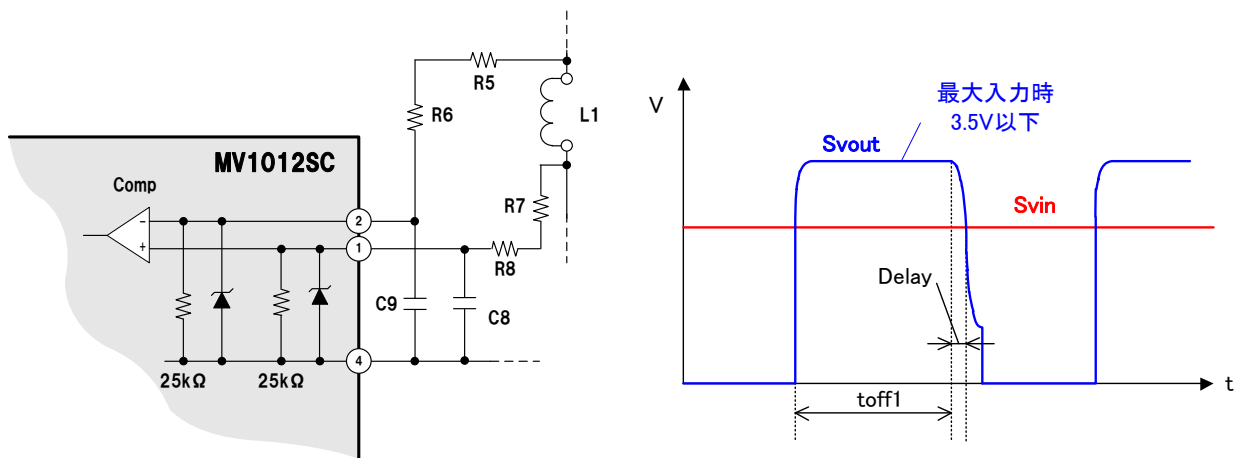 R5
R6
L1
MV1012SC
Comp
R7
2
1
R8
C9
C8
4
25kΩ
25kΩ
V
最大入力時
3.5V以下
Svout
Svin
Delay
toff1
t